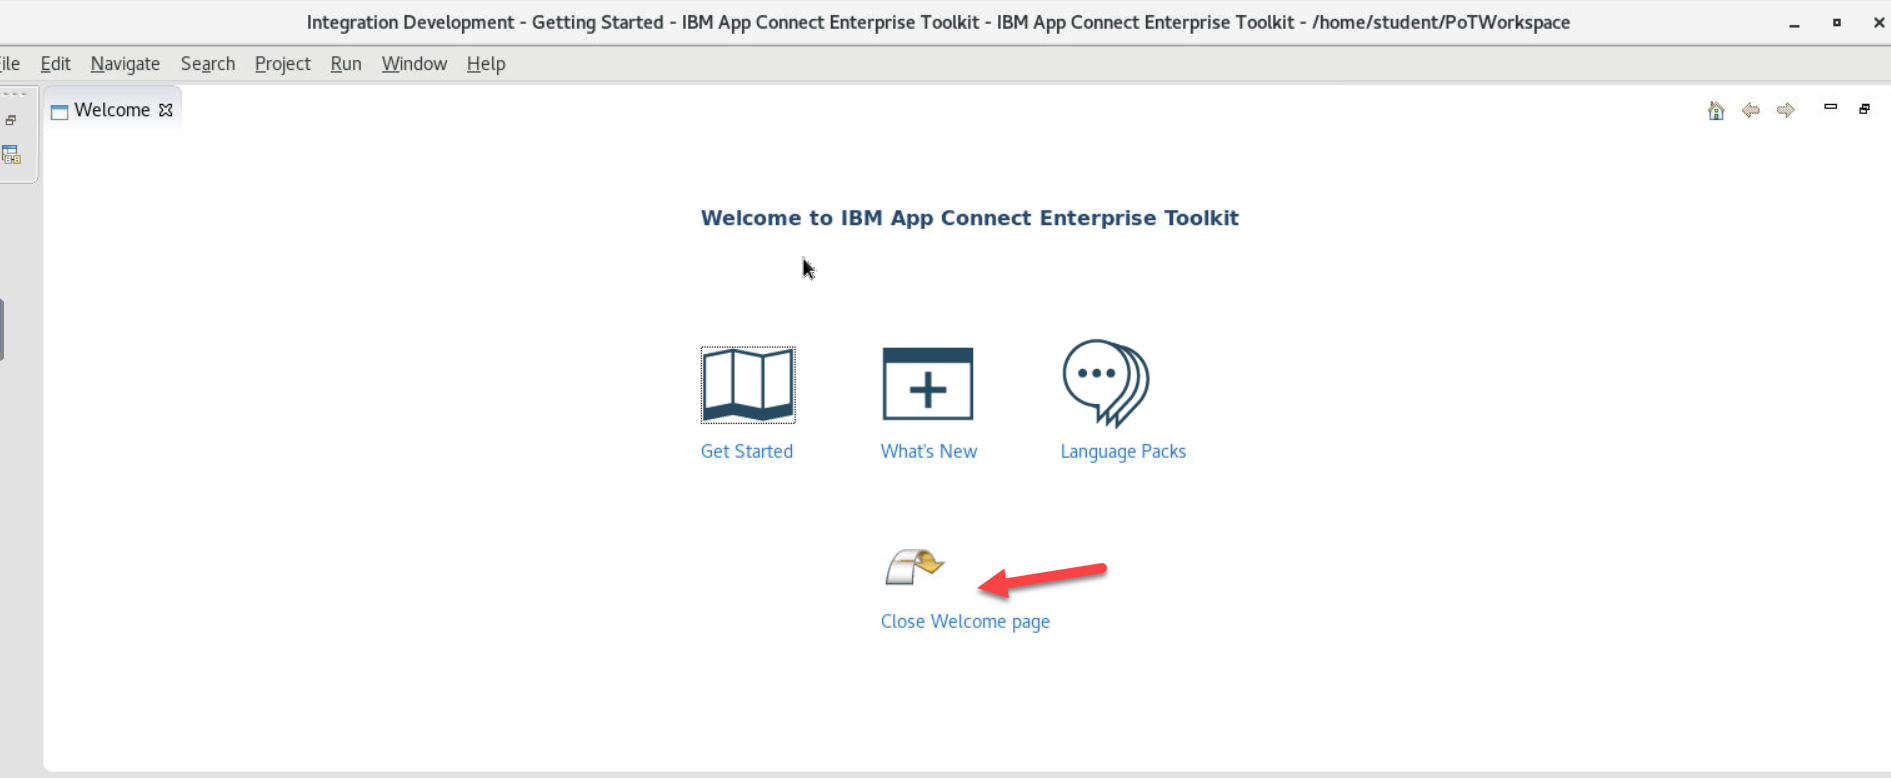 Integration Development - Getting Started - IBM App Connect Enterprise Toolkit - IBM App Connect Enterprise Toolkit - /home/student/PoTWorkspace
ile Edit Navigate Search Project Run Window Help
Welcome
Welcome to IBM App Connect Enterprise Toolkit
Get Started What's New Language Packs
Close Welcome page